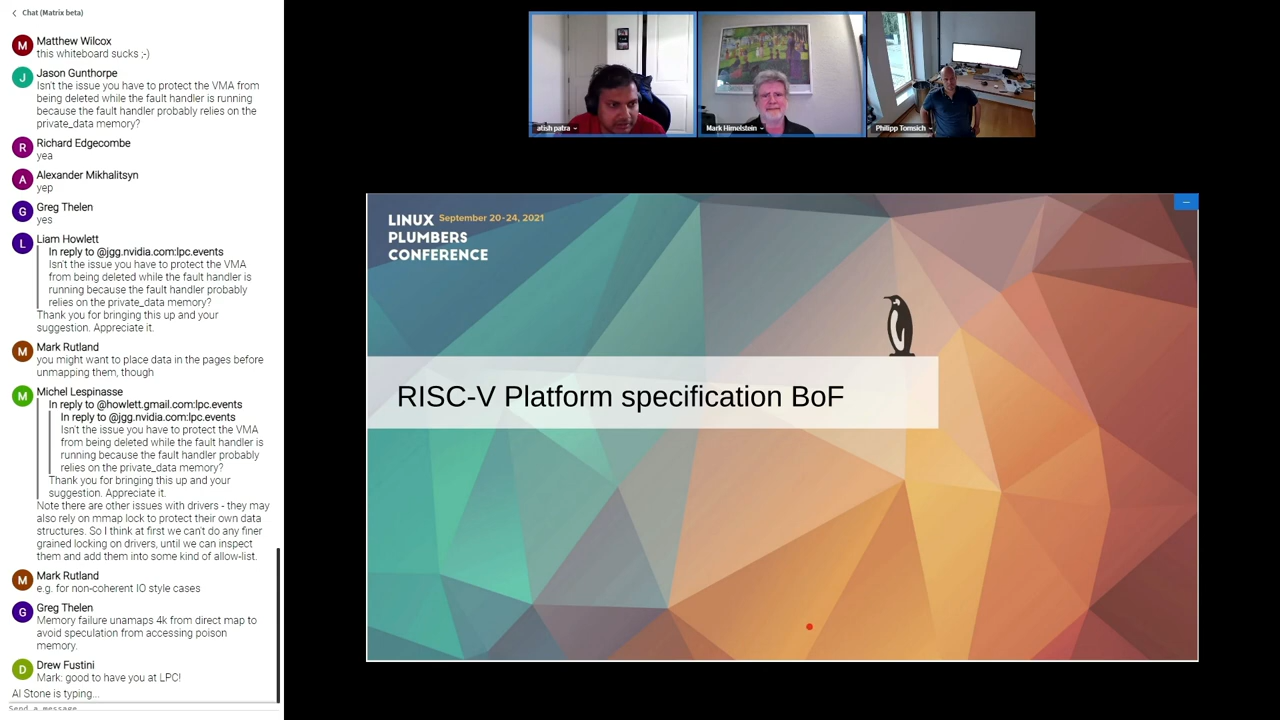 Chat (Matrix beta)
Matthew Wilcox
this whiteboard sucks ;-)
Jason Gunthorpe
Isn't the issue you have to protect the VMA from
being deleted while the fault handler is running
because the fault handler probably relies on the
private_data memory?
Richard Edgecombe
yea
Alexander Mikhalitsyn
yep
Greg Thelen
yes
Liam Howlett
In reply to @jgg.nvidia.com:lpc.events
Isn't the issue you have to protect the VMA
from being deleted while the fault handler is
running because the fault handler probably
relies on the private_data memory?
Thank you for bringing this up and your
suggestion. Appreciate it.
Mark Rutland
you might want to place data in the pages before
unmapping them, though
Michel Lespinasse
In reply to @howlett.gmail.com:lpc.events
In reply to @jgg.nvidia.com:lpc.events
Isn't the issue you have to protect the VMA
from being deleted while the fault handler is
running because the fault handler probably
relies on the private_data memory?
Thank you for bringing this up and your
suggestion. Appreciate it.
Note there are other issues with drivers - they may
also rely on mmap lock to protect their own data
structures. So I think at first we can't do any finer
grained locking on drivers, until we can inspect
them and add them into some kind of allow-list.
Mark Rutland
e.g. for non-coherent IO style cases
Greg Thelen
Memory failure unamaps 4k from direct map to
avoid speculation from accessing poison
memory.
Drew Fustini
Mark: good to have you at LPC!
Al Stone is typing...
Send a message
M
J
R
A
G
L
M
M
M
G
D
atish patra
Mark Himelstein
Philipp Tomsich
LINUX September 20-24, 2021
PLUMBERS
CONFERENCE
RISC-V Platform specification BoF